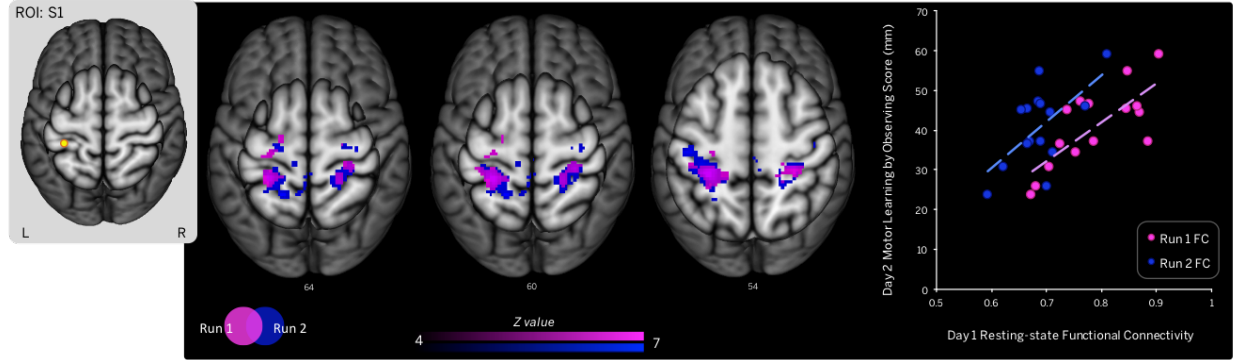 ROI: S1
L
R
64
60
54
Run 1
Run 2
Z value
4
7
Day 2 Motor Learning by Observing Score (mm)
70
60
50
40
30
20
10
0
0.5
0.6
0.7
0.8
0.9
1
Run 1 FC
Run 2 FC
Day 1 Resting-state Functional Connectivity